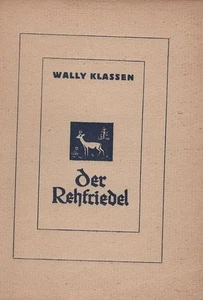 WALLY KLASSEN
Der
Rehfriedel